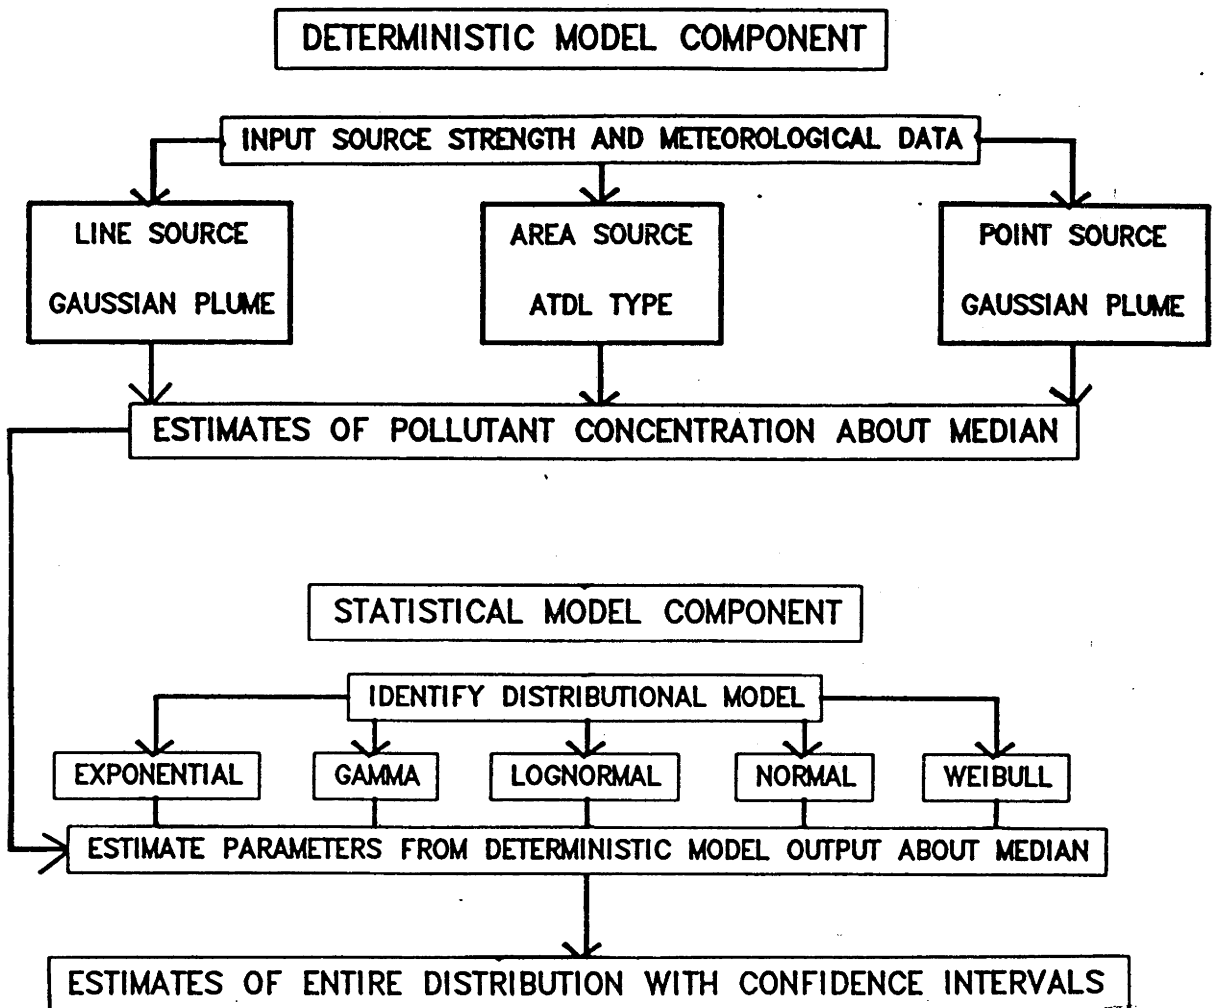 DETERMINISTIC MODEL COMPONENT
INPUT SOURCE STRENGTH AND METEOROLOGICAL DATA
LINE SOURCE
GAUSSIAN PLUME
AREA SOURCE
ATDL TYPE
POINT SOURCE
GAUSSIAN PLUME
ESTIMATES OF POLLUTANT CONCENTRATION ABOUT MEDIAN
STATISTICAL MODEL COMPONENT
IDENTIFY DISTRIBUTIONAL MODEL
EXPONENTIAL
GAMMA
LOGNORMAL
NORMAL
WEIBULL
ESTIMATE PARAMETERS FROM DETERMINISTIC MODEL OUTPUT ABOUT MEDIAN
ESTIMATES OF ENTIRE DISTRIBUTION WITH CONFIDENCE INTERVALS